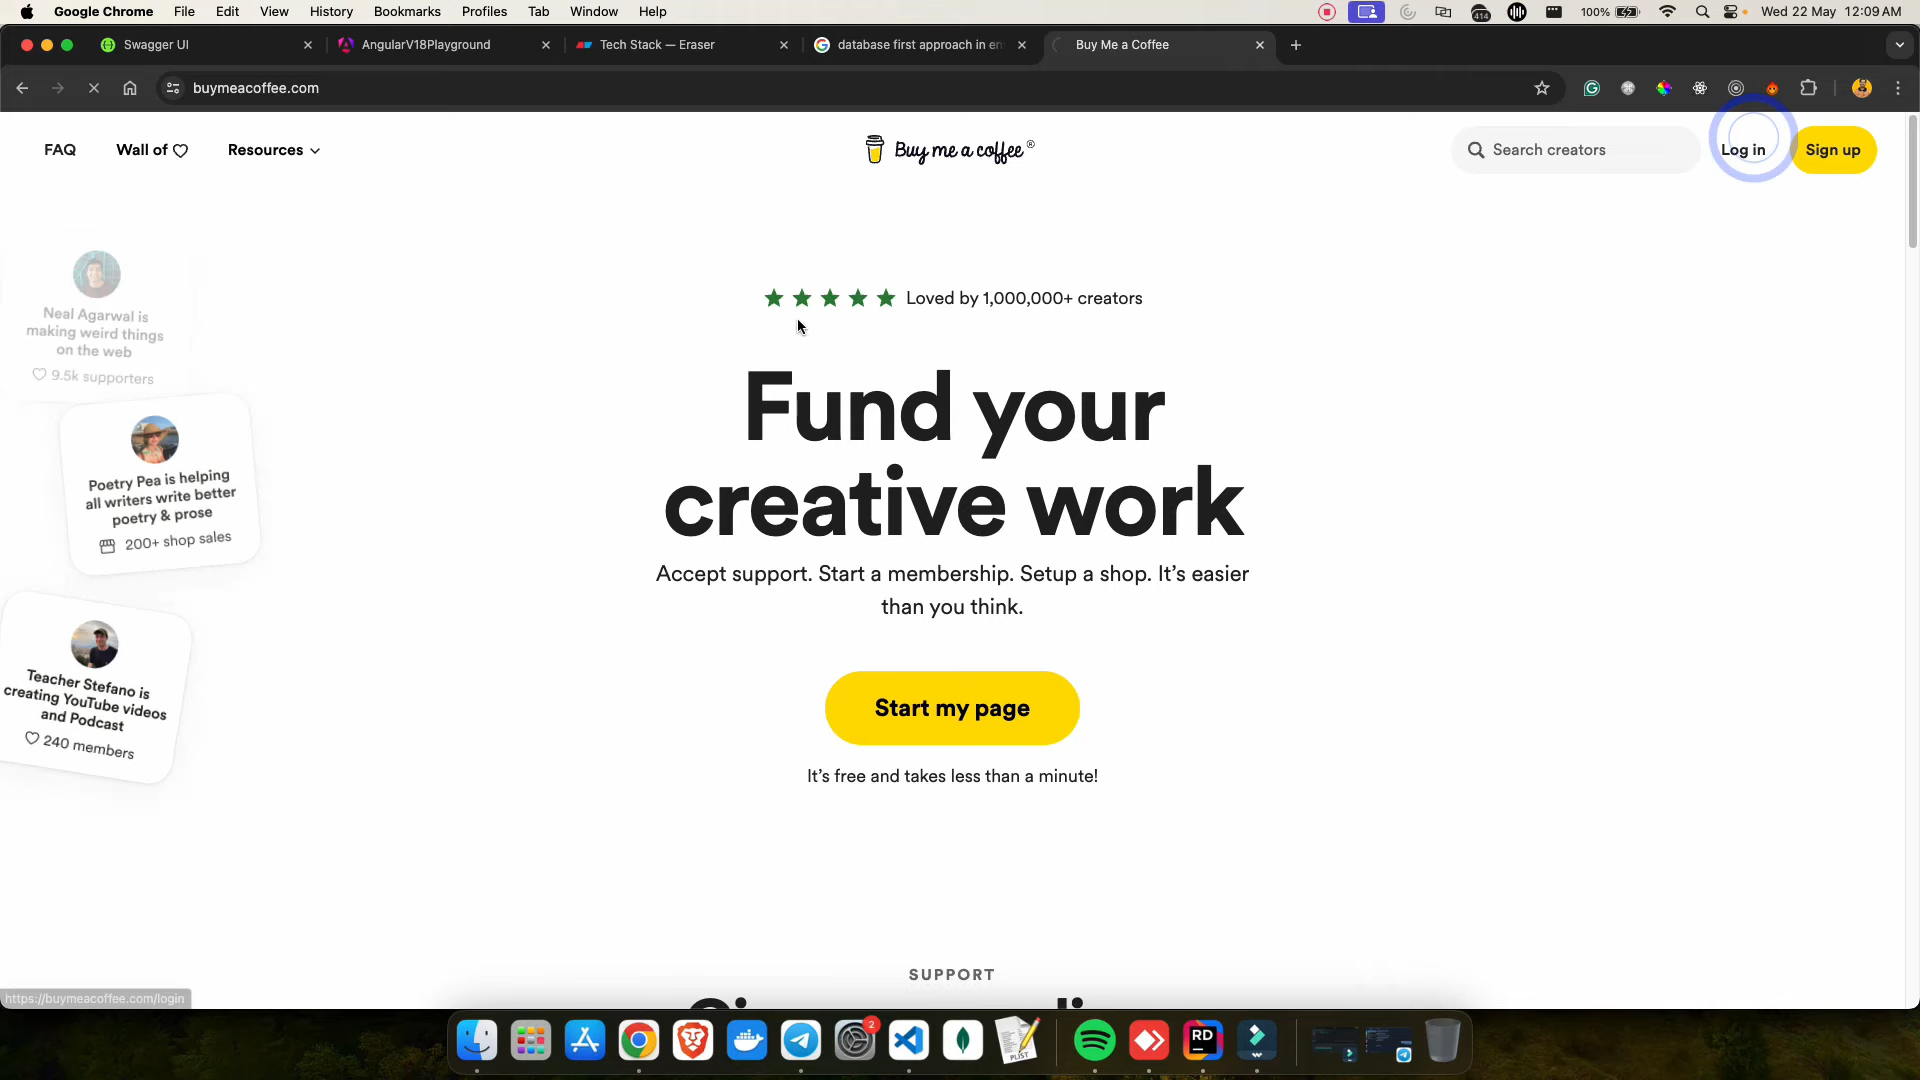 Google Chrome File Edit View History Bookmarks Profiles Tab Window Help 414 100% Wed 22 May 12:09 AM
Swagger UI AngularV18Playground Tech Stack — Eraser database first approach in en Buy Me a Coffee
buymeacoffee.com
FAQ Wall of Resources Buy me a coffee ® Search creators Log in Sign up
Loved by 1,000,000+ creators
Fund your
creative work
Accept support. Start a membership. Setup a shop. It's easier
than you think.
Start my page
It's free and takes less than a minute!
Neal Agarwal is
making weird things
on the web
9.5k supporters
Poetry Pea is helping
all writers write better
poetry & prose
200+ shop sales
Teacher Stefano is
creating YouTube videos
and Podcast
240 members
SUPPORT
https://buymeacoffee.com/login
2
PLIST
RD